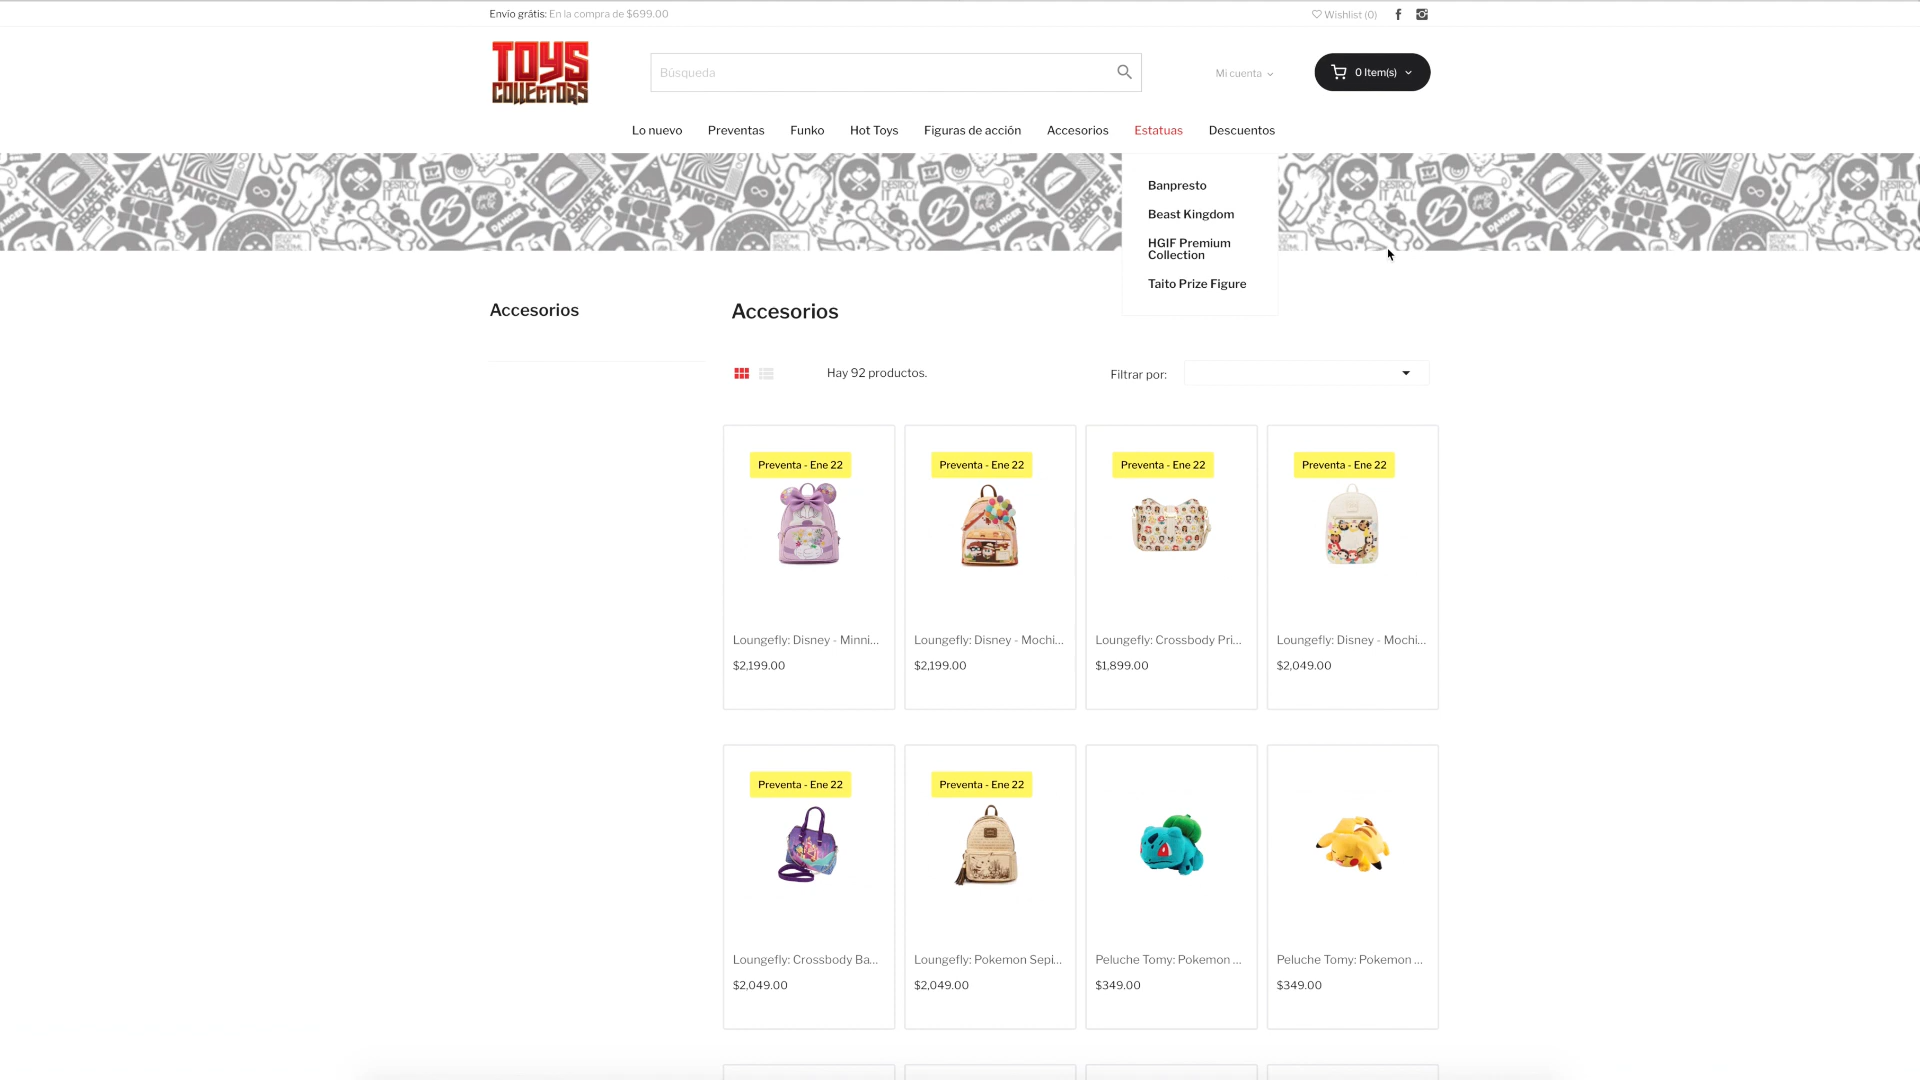 Envío grátis: En la compra de $699.00
Wishlist (0)
TOYS
COLLECTORS
Búsqueda
Mi cuenta
0 Item(s)
Lo nuevo
Preventas
Funko
Hot Toys
Figuras de acción
Accesorios
Estatuas
Descuentos
DANGER
DESTROY
IT ALL
Banpresto
Beast Kingdom
HGIF Premium
Collection
Taito Prize Figure
Accesorios
Accesorios
Hay 92 productos.
Filtrar por:
Preventa - Ene 22
Preventa - Ene 22
Preventa - Ene 22
Preventa - Ene 22
Loungefly: Disney - Minni...
Loungefly: Disney - Mochi...
Loungefly: Crossbody Pri...
Loungefly: Disney - Mochi...
$2,199.00
$2,199.00
$1,899.00
$2,049.00
Preventa - Ene 22
Preventa - Ene 22
Loungefly: Crossbody Ba...
Loungefly: Pokemon Sepi...
Peluche Tomy: Pokemon ...
Peluche Tomy: Pokemon ...
$2,049.00
$2,049.00
$349.00
$349.00